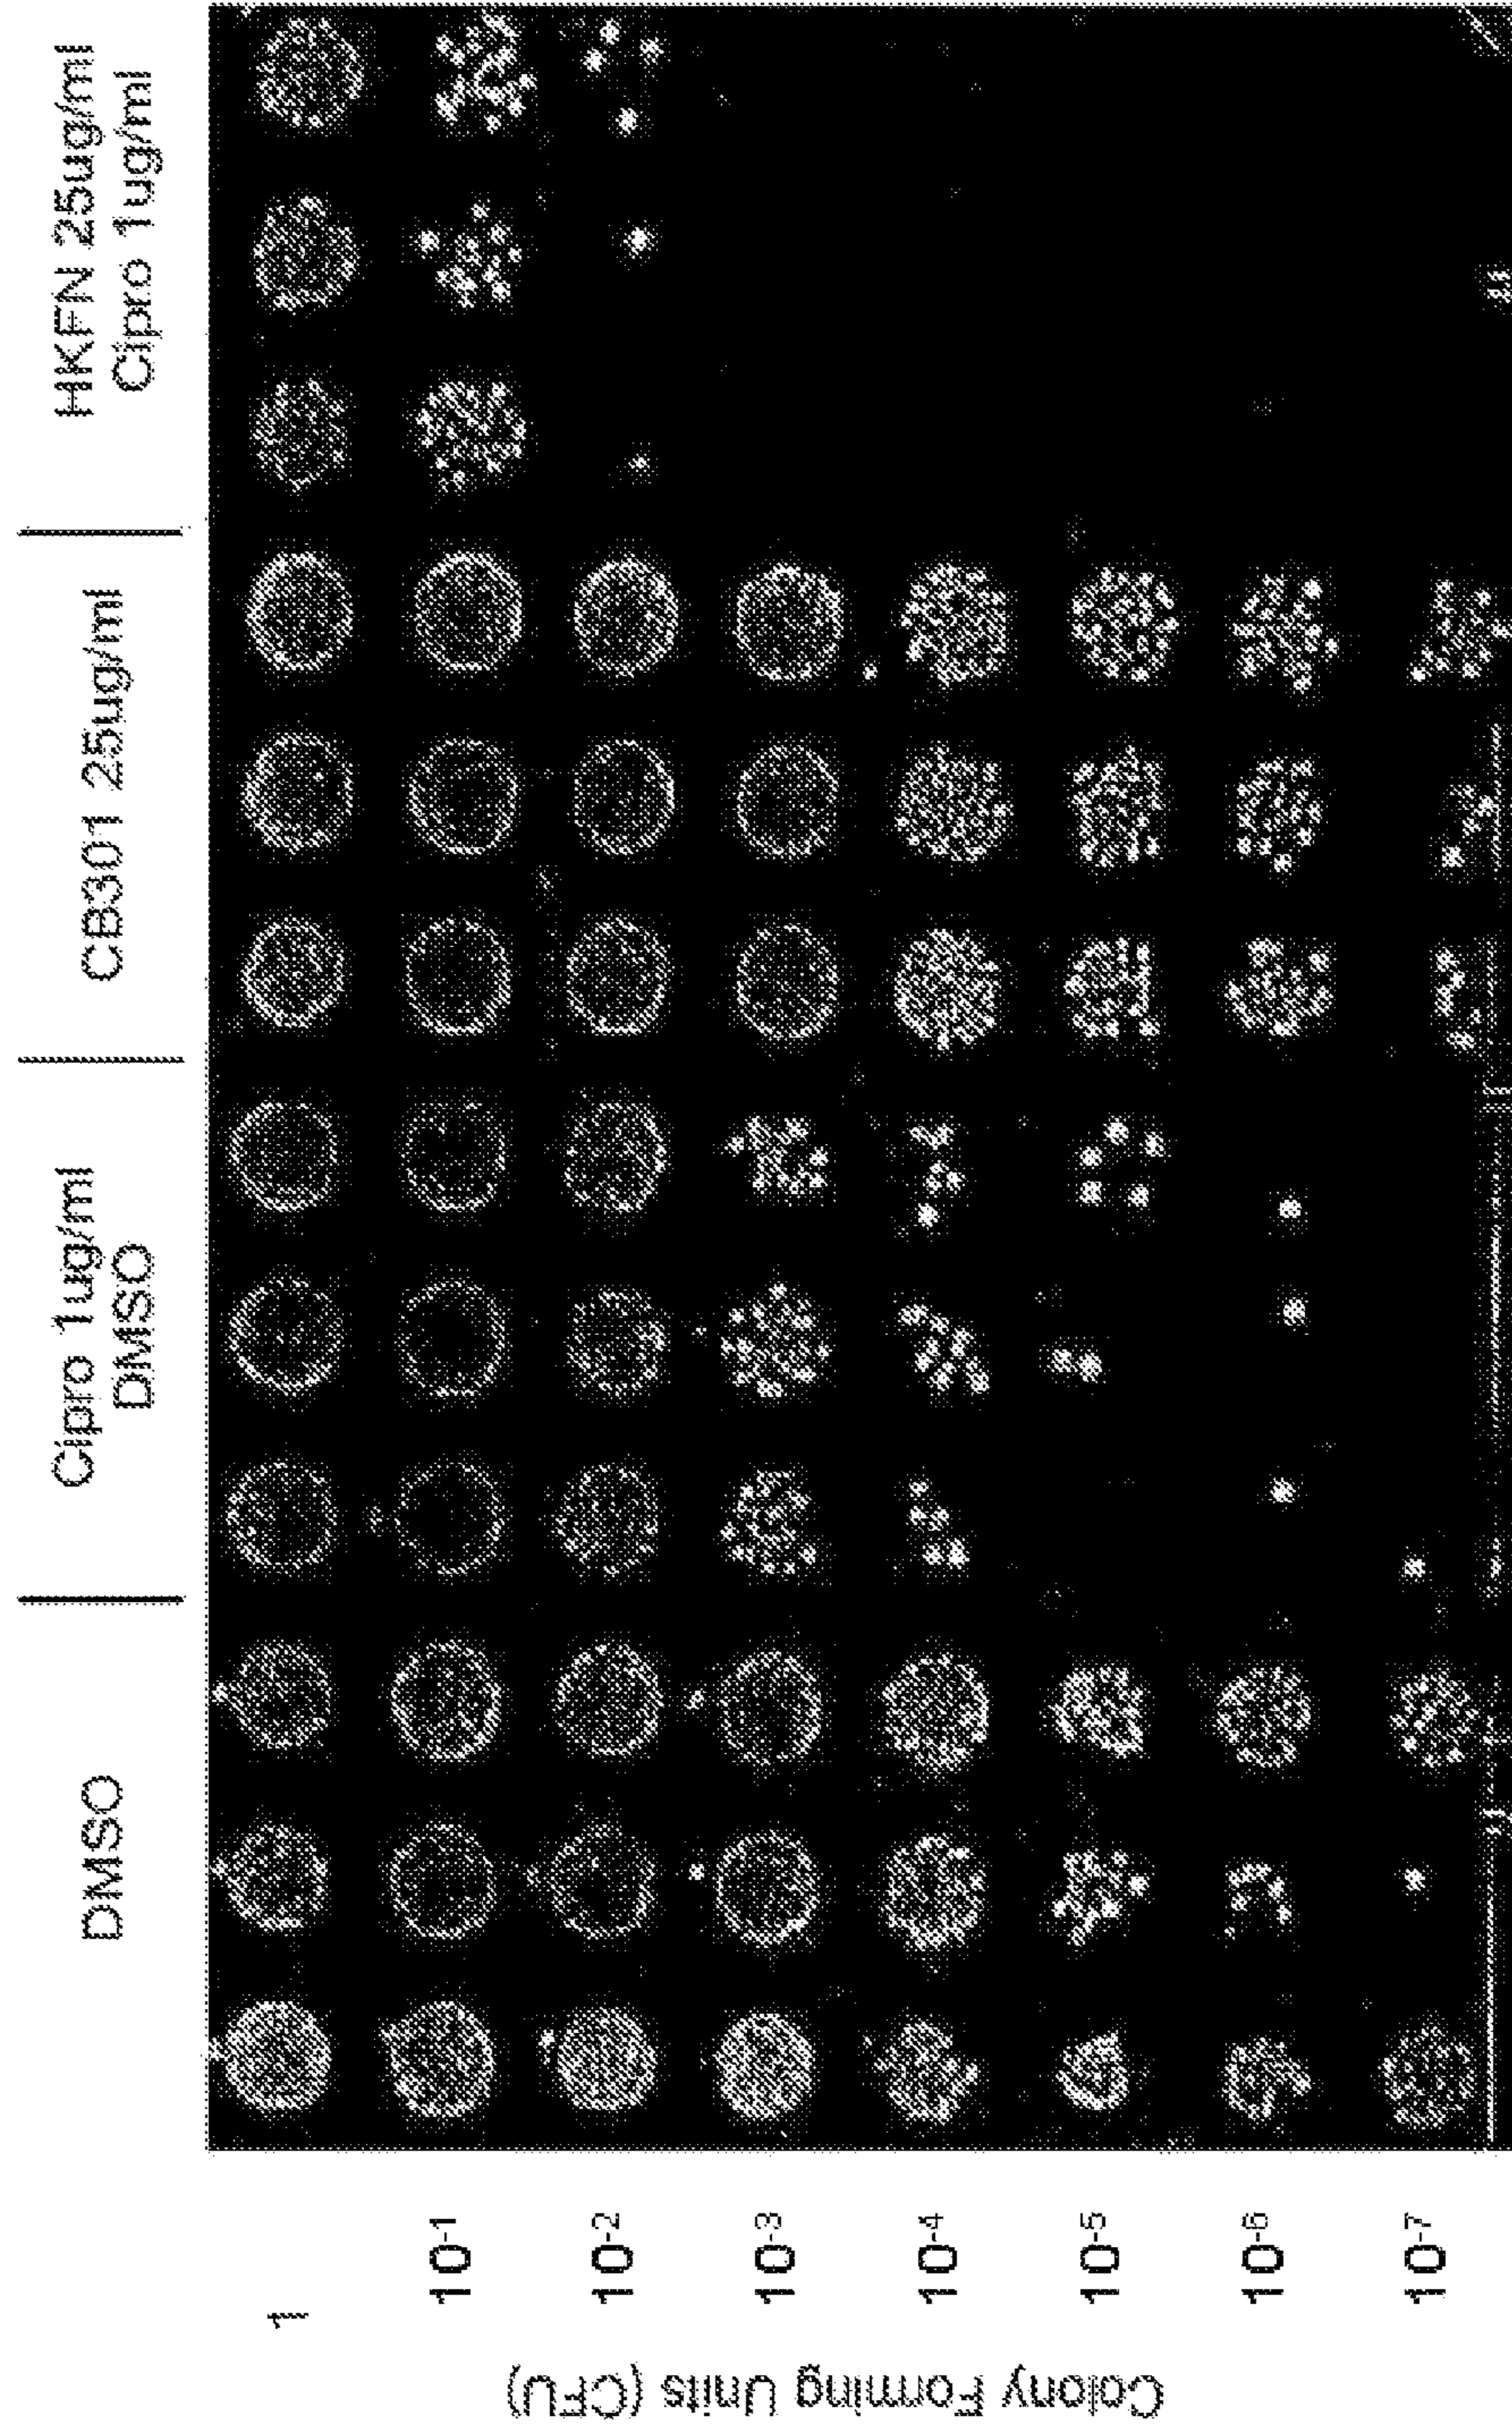 DMSO
Cipro 1ug/ml
DMSO
CB301 25ug/ml
HKFN 25ug/ml
Cipro 1ug/ml
1
10-1
10-2
10-3
10-4
10-5
10-6
10-7
Colony Forming Units (CFU)